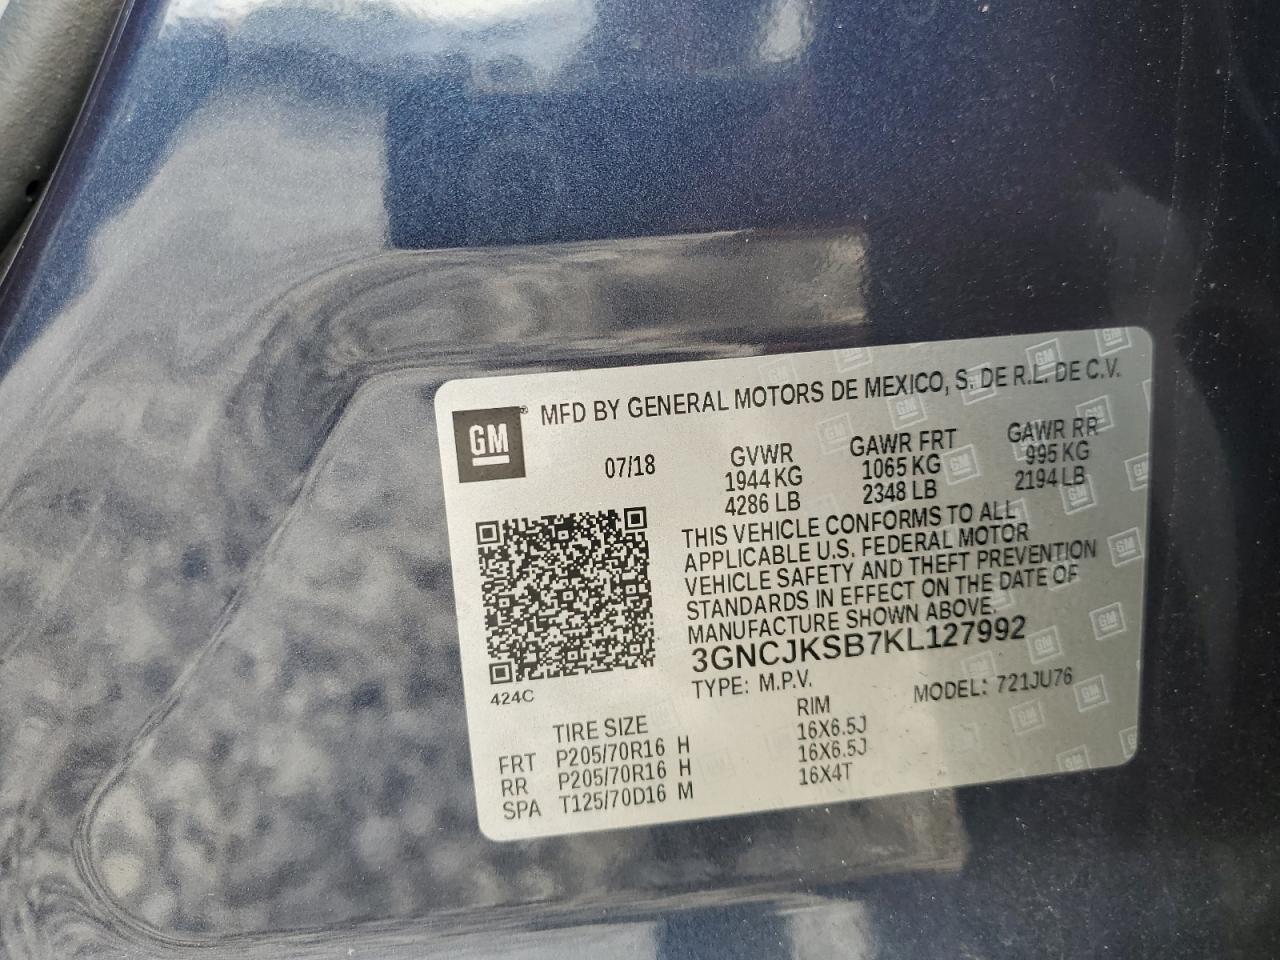 GM
MFD BY GENERAL MOTORS DE MEXICO, S. DE R.L. DE C.V.
07/18
GVWR GAWR FRT GAWR RR
1944 KG 1065 KG 995 KG
4286 LB 2348 LB 2194 LB
THIS VEHICLE CONFORMS TO ALL
APPLICABLE U.S. FEDERAL MOTOR
VEHICLE SAFETY AND THEFT PREVENTION
STANDARDS IN EFFECT ON THE DATE OF
MANUFACTURE SHOWN ABOVE.
3GNCJKSB7KL127992
424C
TYPE: M.P.V. MODEL: 721JU76
TIRE SIZE RIM
FRT P205/70R16 H 16X6.5J
RR P205/70R16 H 16X6.5J
SPA T125/70D16 M 16X4T